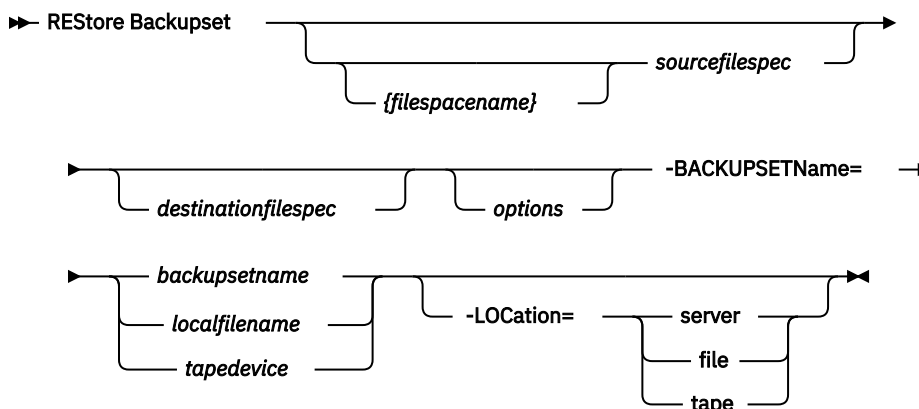 REStore Backupset
sourcefilespec
{filespacename}
-BACKUPSETName=
destinationfilespec
options
backupsetname
-LOCation=
server
localfilename
file
tapedevice
tape